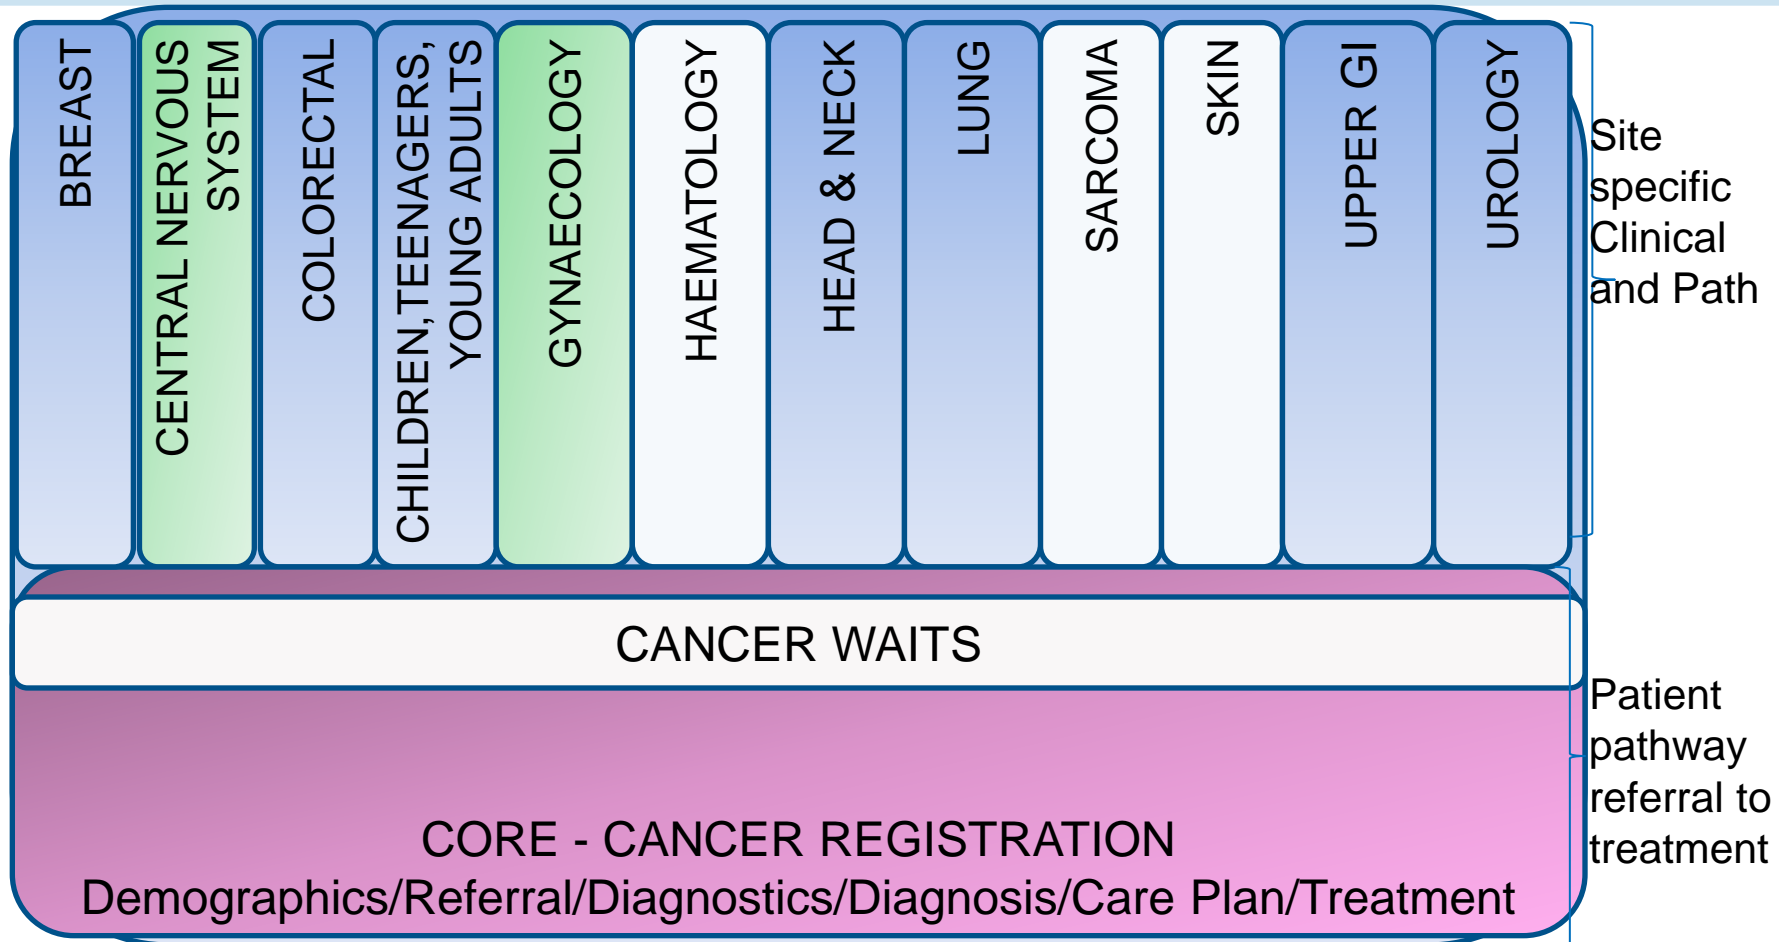 BREAST
CENTRAL NERVOUS
SYSTEM
COLORECTAL
CHILDREN,TEENAGERS,
YOUNG ADULTS
GYNAECOLOGY
HAEMATOLOGY
HEAD & NECK
LUNG
SARCOMA
SKIN
UPPER GI
UROLOGY
Site
specific
Clinical
and Path
CANCER WAITS
Patient
pathway
referral to
treatment
CORE - CANCER REGISTRATION
Demographics/Referral/Diagnostics/Diagnosis/Care Plan/Treatment